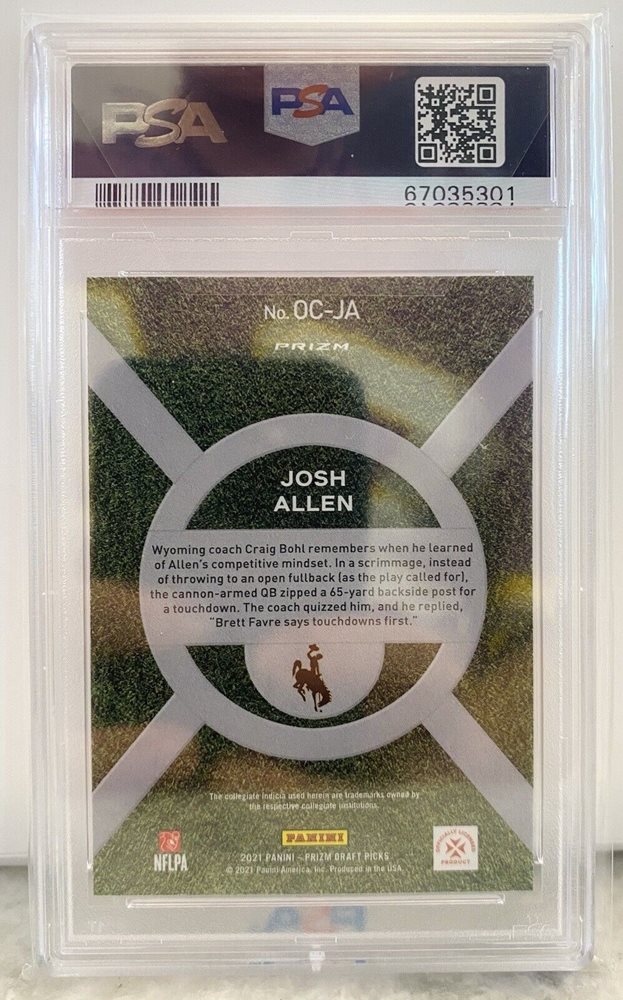 PSA
PSA
67035301
No. OC-JA
PRIZM
JOSH
ALLEN
Wyoming coach Craig Bohl remembers when he learned
of Allen's competitive mindset. In a scrimmage, instead
of throwing to an open fullback (as the play called for),
the cannon-armed QB zipped a 65-yard backside post for
a touchdown. The coach quizzed him, and he replied,
"Brett Favre says touchdowns first."
The collegiate indicia used herein are trademarks owned by
the respective collegiate institutions.
NFLPA
PANINI
OFFICIALLY LICENSED
PRODUCT
2021 PANINI - PRIZM DRAFT PICKS
© 2021 Panini America, Inc. Produced in the USA.
PSA